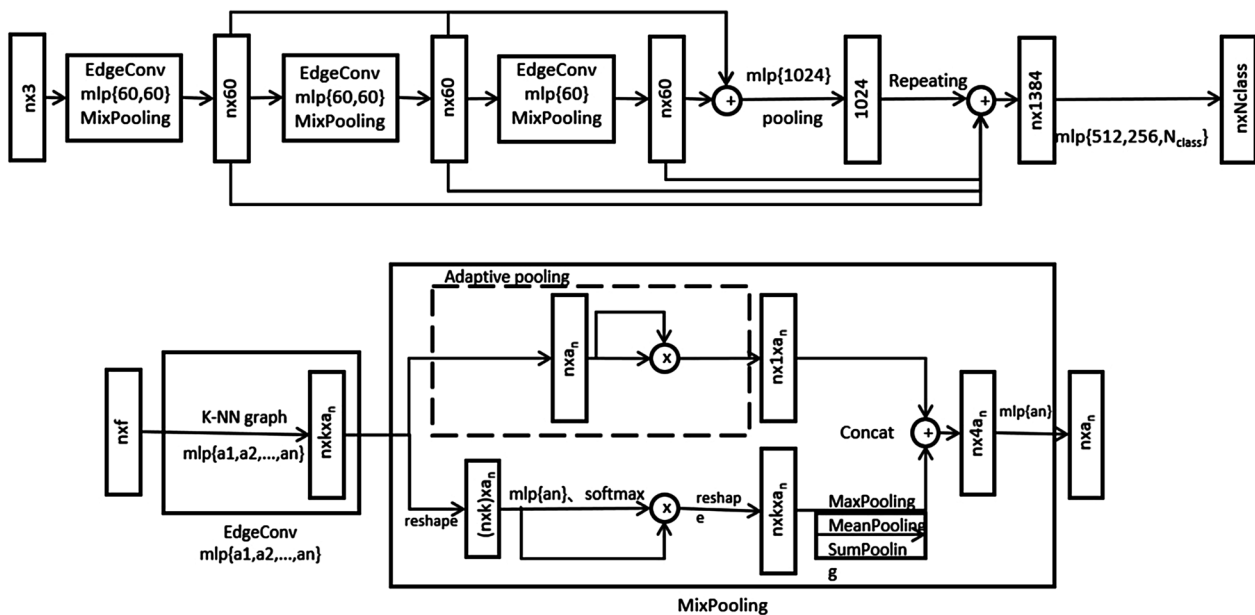 nx3
EdgeConv
mlp{60,60}
MixPooling
nx60
EdgeConv
mlp{60,60}
MixPooling
nx60
EdgeConv
mlp{60}
MixPooling
nx60
+
mlp{1024}
pooling
1024
Repeating
+
nx1384
mlp{512,256,Nclass}
nxNclass
nxf
K-NN graph
mlp{a1,a2,...,an}
nxkxan
EdgeConv
mlp{a1,a2,...,an}
Adaptive pooling
nxan
x
nx1xan
reshape
(nxk)xan
mlp{an}、softmax
x
reshap
e
nxkxan
MaxPooling
MeanPooling
SumPoolin
g
Concat
+
nx4an
mlp{an}
nxan
MixPooling